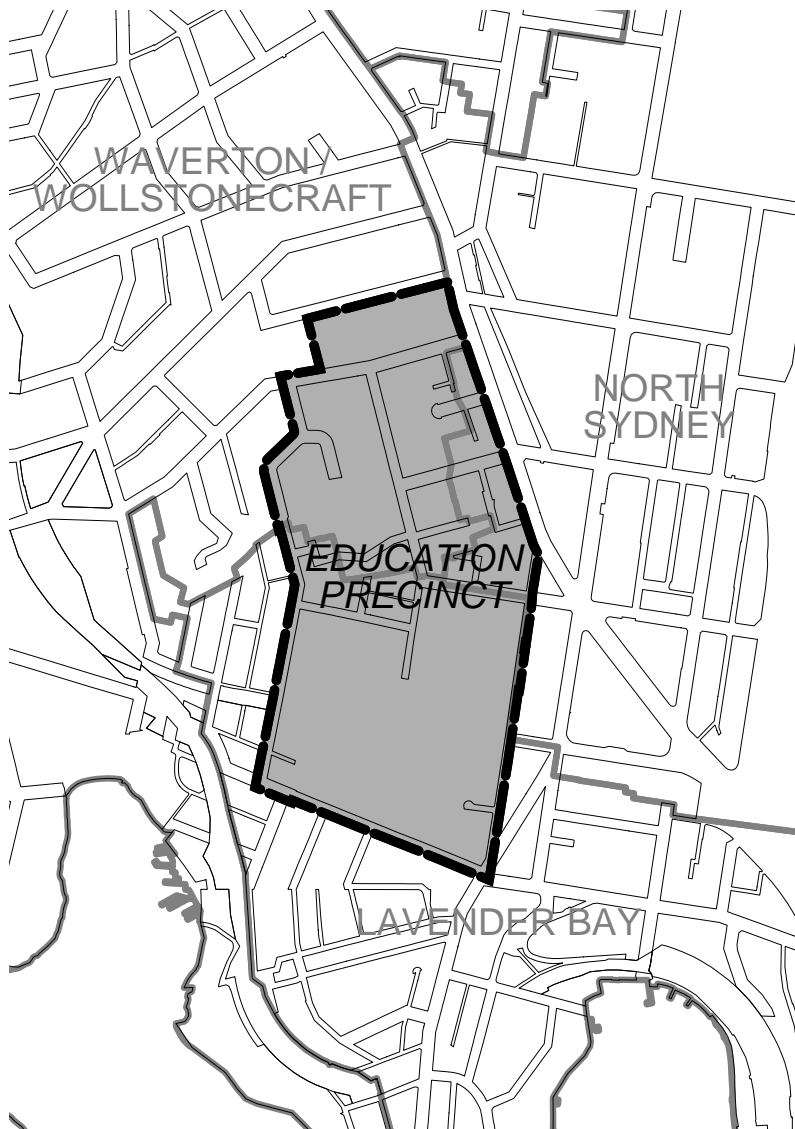 WAVERTON /
WOLLSTONECRAFT
NORTH
SYDNEY
EDUCATION
PRECINCT
LAVENDER BAY